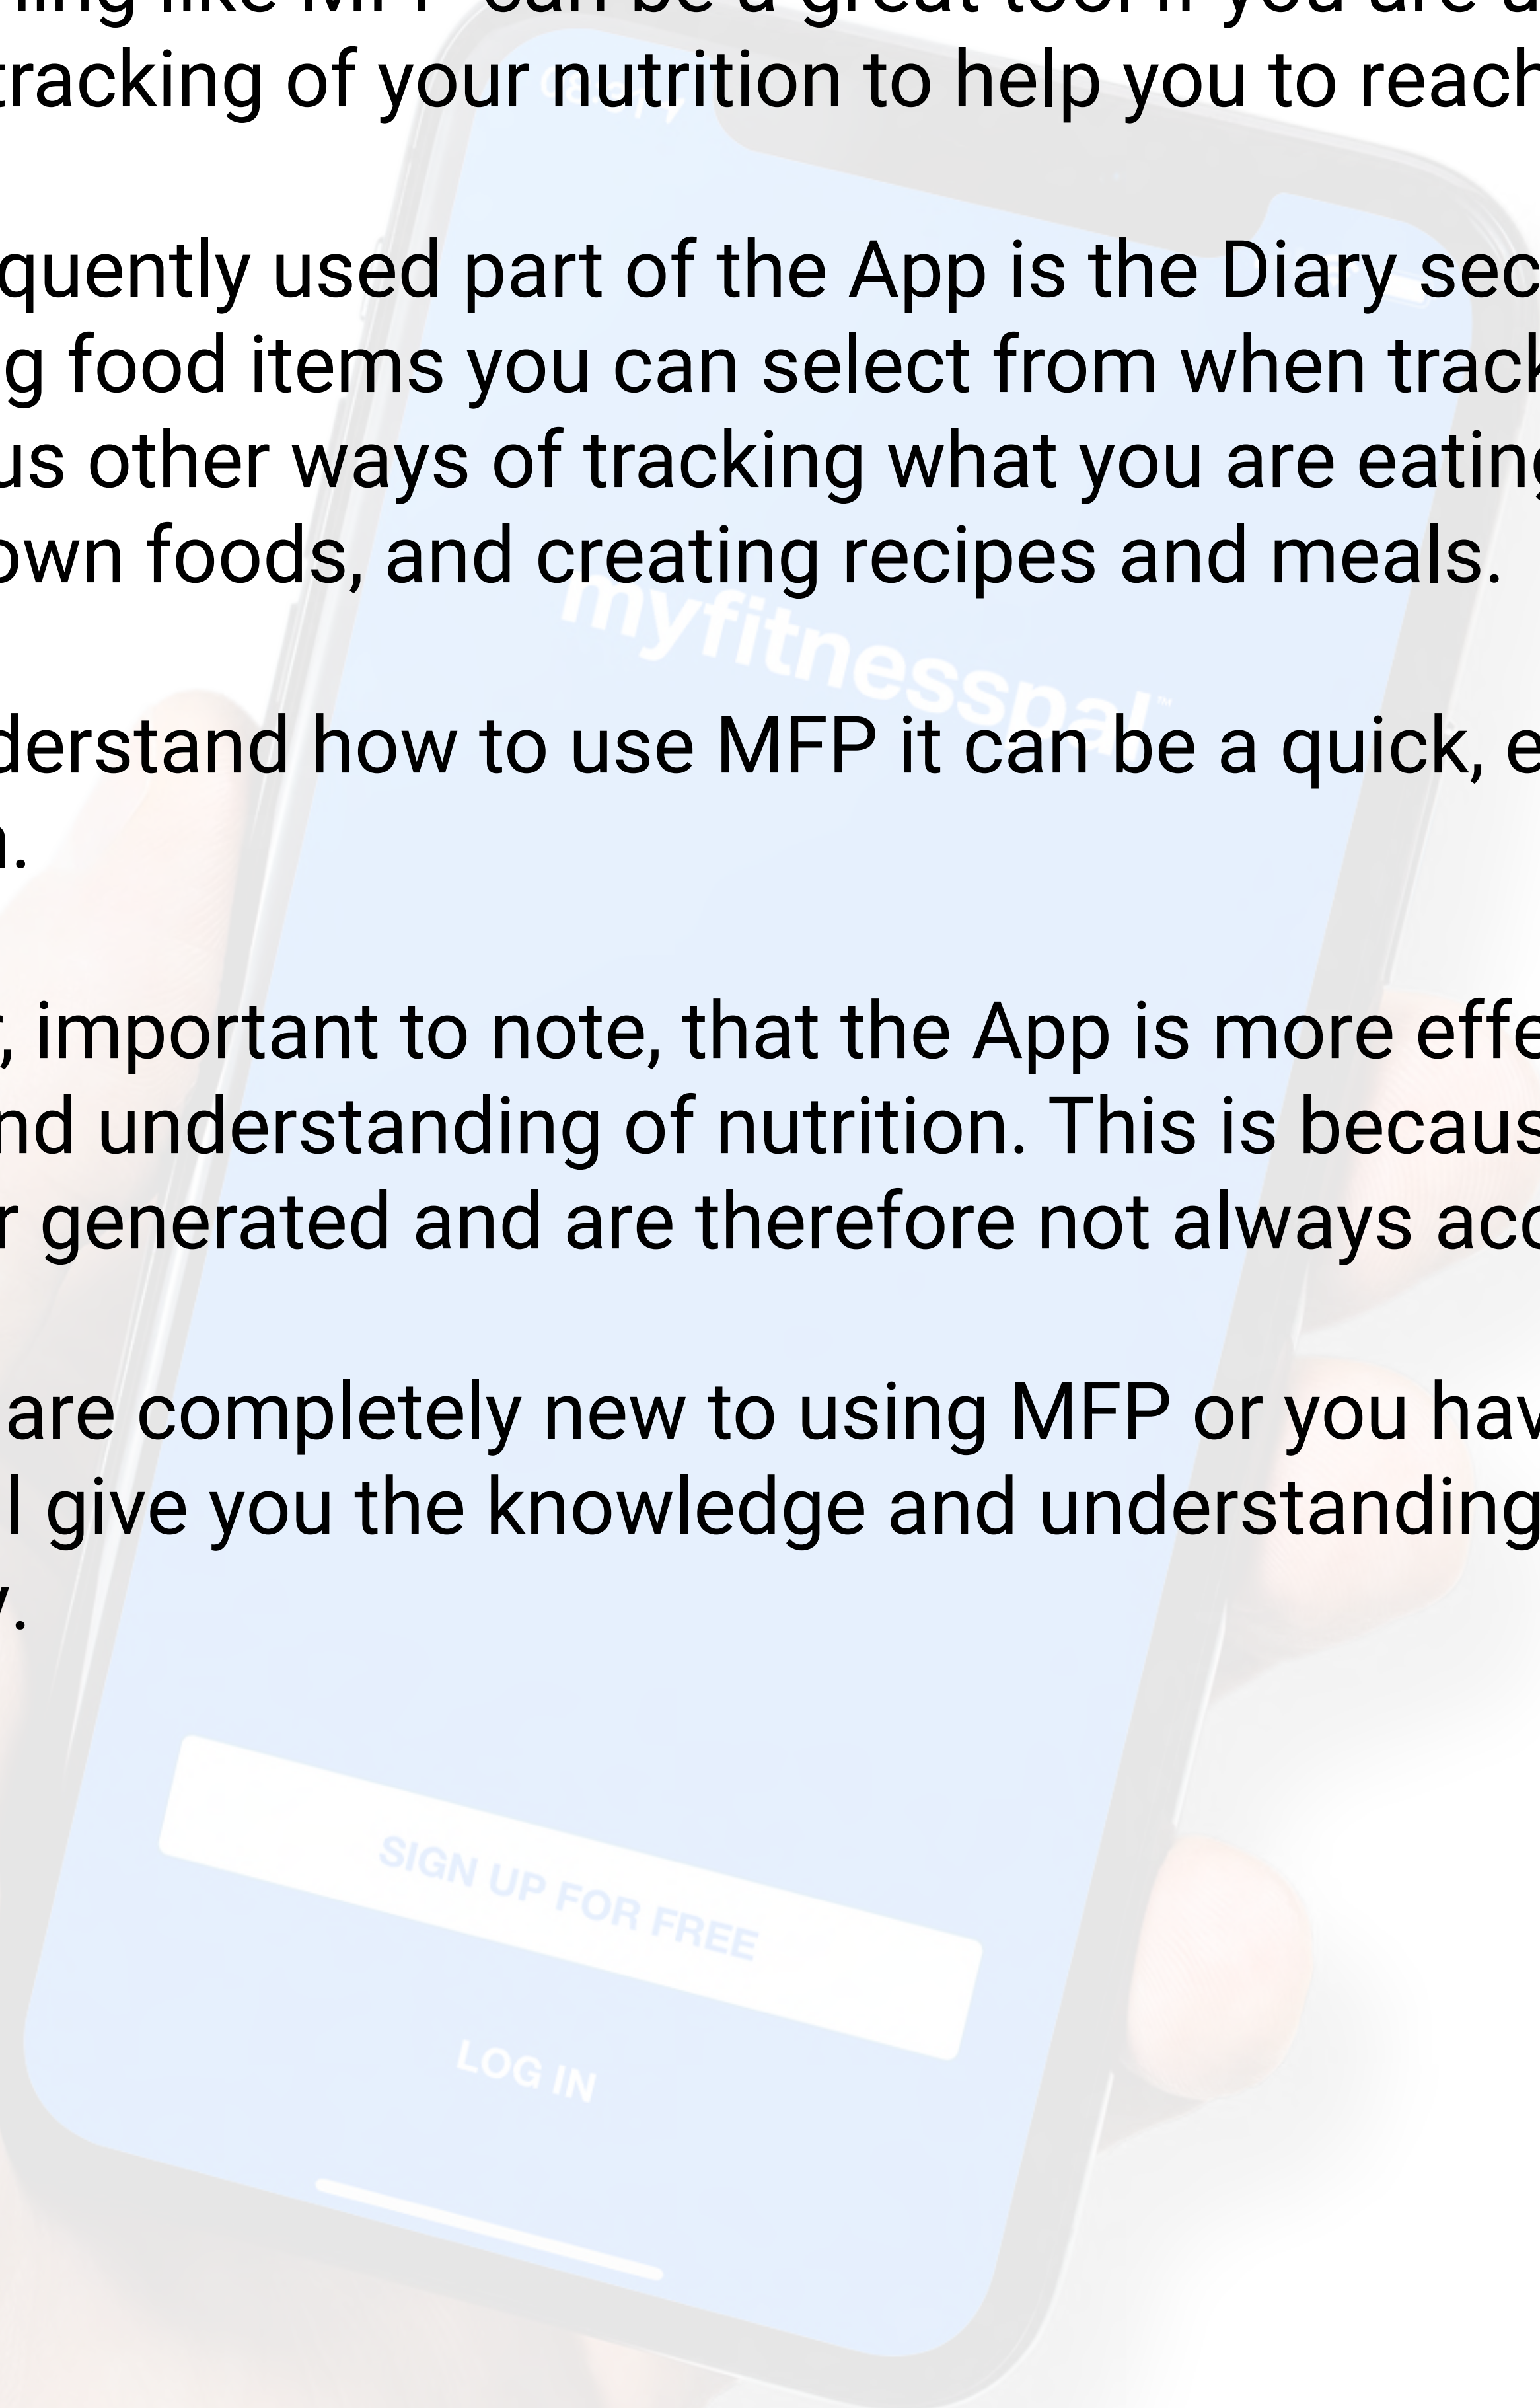 tracking of your nutrition to help you to reach
quently used part of the App is the Diary sec
g food items you can select from when track
us other ways of tracking what you are eating
own foods, and creating recipes and meals.
myfitnesspal™
derstand how to use MFP it can be a quick, e
n.
, important to note, that the App is more effe
nd understanding of nutrition. This is becaus
r generated and are therefore not always acc
are completely new to using MFP or you hav
l give you the knowledge and understanding
y.
SIGN UP FOR FREE
LOG IN